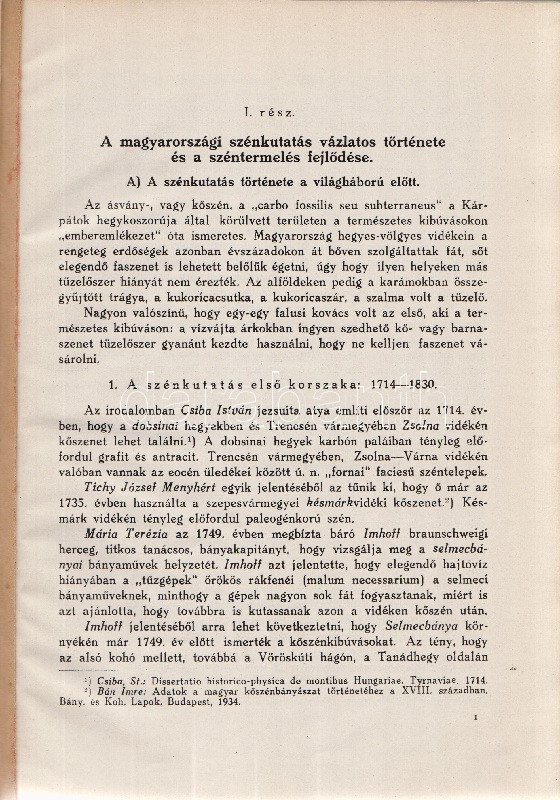 I. rész.
A magyarországi szénkutatás vázlatos története
és a széntermelés fejlődése.
A) A szénkutatás története a világháború előtt.
Az ásvány-, vagy kőszén, a „carbo fossilis seu subterraneus" a Kár-
pátok hegykoszorúja által körülvett területen a természetes kibúvásokon
„emberemlékezet" óta ismeretes. Magyarország hegyes-völgyes vidékein a
rengeteg erdőségek azonban évszázadokon át bőven szolgáltattak fát, sőt
elegendő faszenet is lehetett belőlük égetni, úgy hogy ilyen helyeken más
tüzelőszer hiányát nem érezték. Az alföldeken pedig a karámokban össze-
gyüjtött trágya, a kukoricacsutka, a kukoricaszár, a szalma volt a tüzelő.
Nagyon valószínű, hogy egy-egy falusi kovács volt az első, aki a ter-
mészetes kibúváson: a vizvájta árkokban ingyen szedhető kő- vagy barna-
szenet tüzelőszer gyanánt kezdte használni, hogy ne kelljen faszenet vá-
sárolni.
1. A szénkutatás első korszaka: 1714—1830.
Az irodalomban Csiba István jezsuita atya említi először az 1714. év-
ben, hogy a dobsinai hegyekben és Trencsén vármegyében Zsolna vidékén
kőszenet lehet találni.¹) A dobsinai hegyek karbón paláiban tényleg elő-
fordul grafit és antracit. Trencsén vármegyében, Zsolna—Várna vidékén
valóban vannak az eocén üledékei között ú. n. „fornai" faciesű széntelepek.
Tichy József Menyhért egyik jelentéséből az tűnik ki, hogy ő már az
1735. évben használta a szepesvármegyei késmárkvidéki kőszenet.²) Kés-
márk vidékén tényleg előfordul paleogénkorú szén.
Mária Terézia az 1749. évben megbízta báró Imhoff braunschweigi
herceg, titkos tanácsos, bányakapitányt, hogy vizsgálja meg a selmecbá-
nyai bányaművek helyzetét. Imhoff azt jelentette, hogy elegendő hajtóvíz
hiányában a „tűzgépek" örökös rákfenéi (malum necessarium) a selmeci
bányaműveknek, minthogy a gépek nagyon sok fát fogyasztanak, miért is
azt ajánlotta, hogy továbbra is kutassanak azon a vidéken kőszén után.
Imhoff jelentéséből arra lehet következtetni, hogy Selmecbánya kör-
nyékén már 1749. év előtt ismerték a kőszénkibúvásokat. Az tény, hogy
az alsó kohó mellett, továbbá a Vöröskúti hágón, a Tanádhegy oldalán
¹) Csiba, St.: Dissertatio historico-physica de montibus Hungariae. Tyrnaviae, 1714.
²) Bán Imre: Adatok a magyar kőszénbányászat történetéhez a XVIII. században.
Bány. és Koh. Lapok. Budapest, 1934.
1